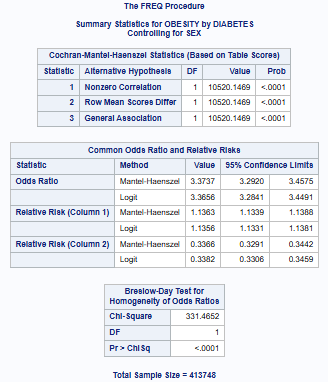 The FREQ Procedure
Summary Statistics for OBESITY by DIABETES
Controlling for SEX
Cochran-Mantel-Haenszel Statistics (Based on Table Scores)
Statistic Alternative Hypothesis DF Value Prob
1 Nonzero Correlation 1 10520.1469 <.0001
2 Row Mean Scores Differ 1 10520.1469 <.0001
3 General Association 1 10520.1469 <.0001
Common Odds Ratio and Relative Risks
Statistic Method Value 95% Confidence Limits
Odds Ratio Mantel-Haenszel 3.3737 3.2920 3.4575
Logit 3.3656 3.2841 3.4491
Relative Risk (Column 1) Mantel-Haenszel 1.1363 1.1339 1.1388
Logit 1.1356 1.1331 1.1381
Relative Risk (Column 2) Mantel-Haenszel 0.3366 0.3291 0.3442
Logit 0.3382 0.3306 0.3459
Breslow-Day Test for
Homogeneity of Odds Ratios
Chi-Square 331.4652
DF 1
Pr > ChiSq <.0001
Total Sample Size = 413748